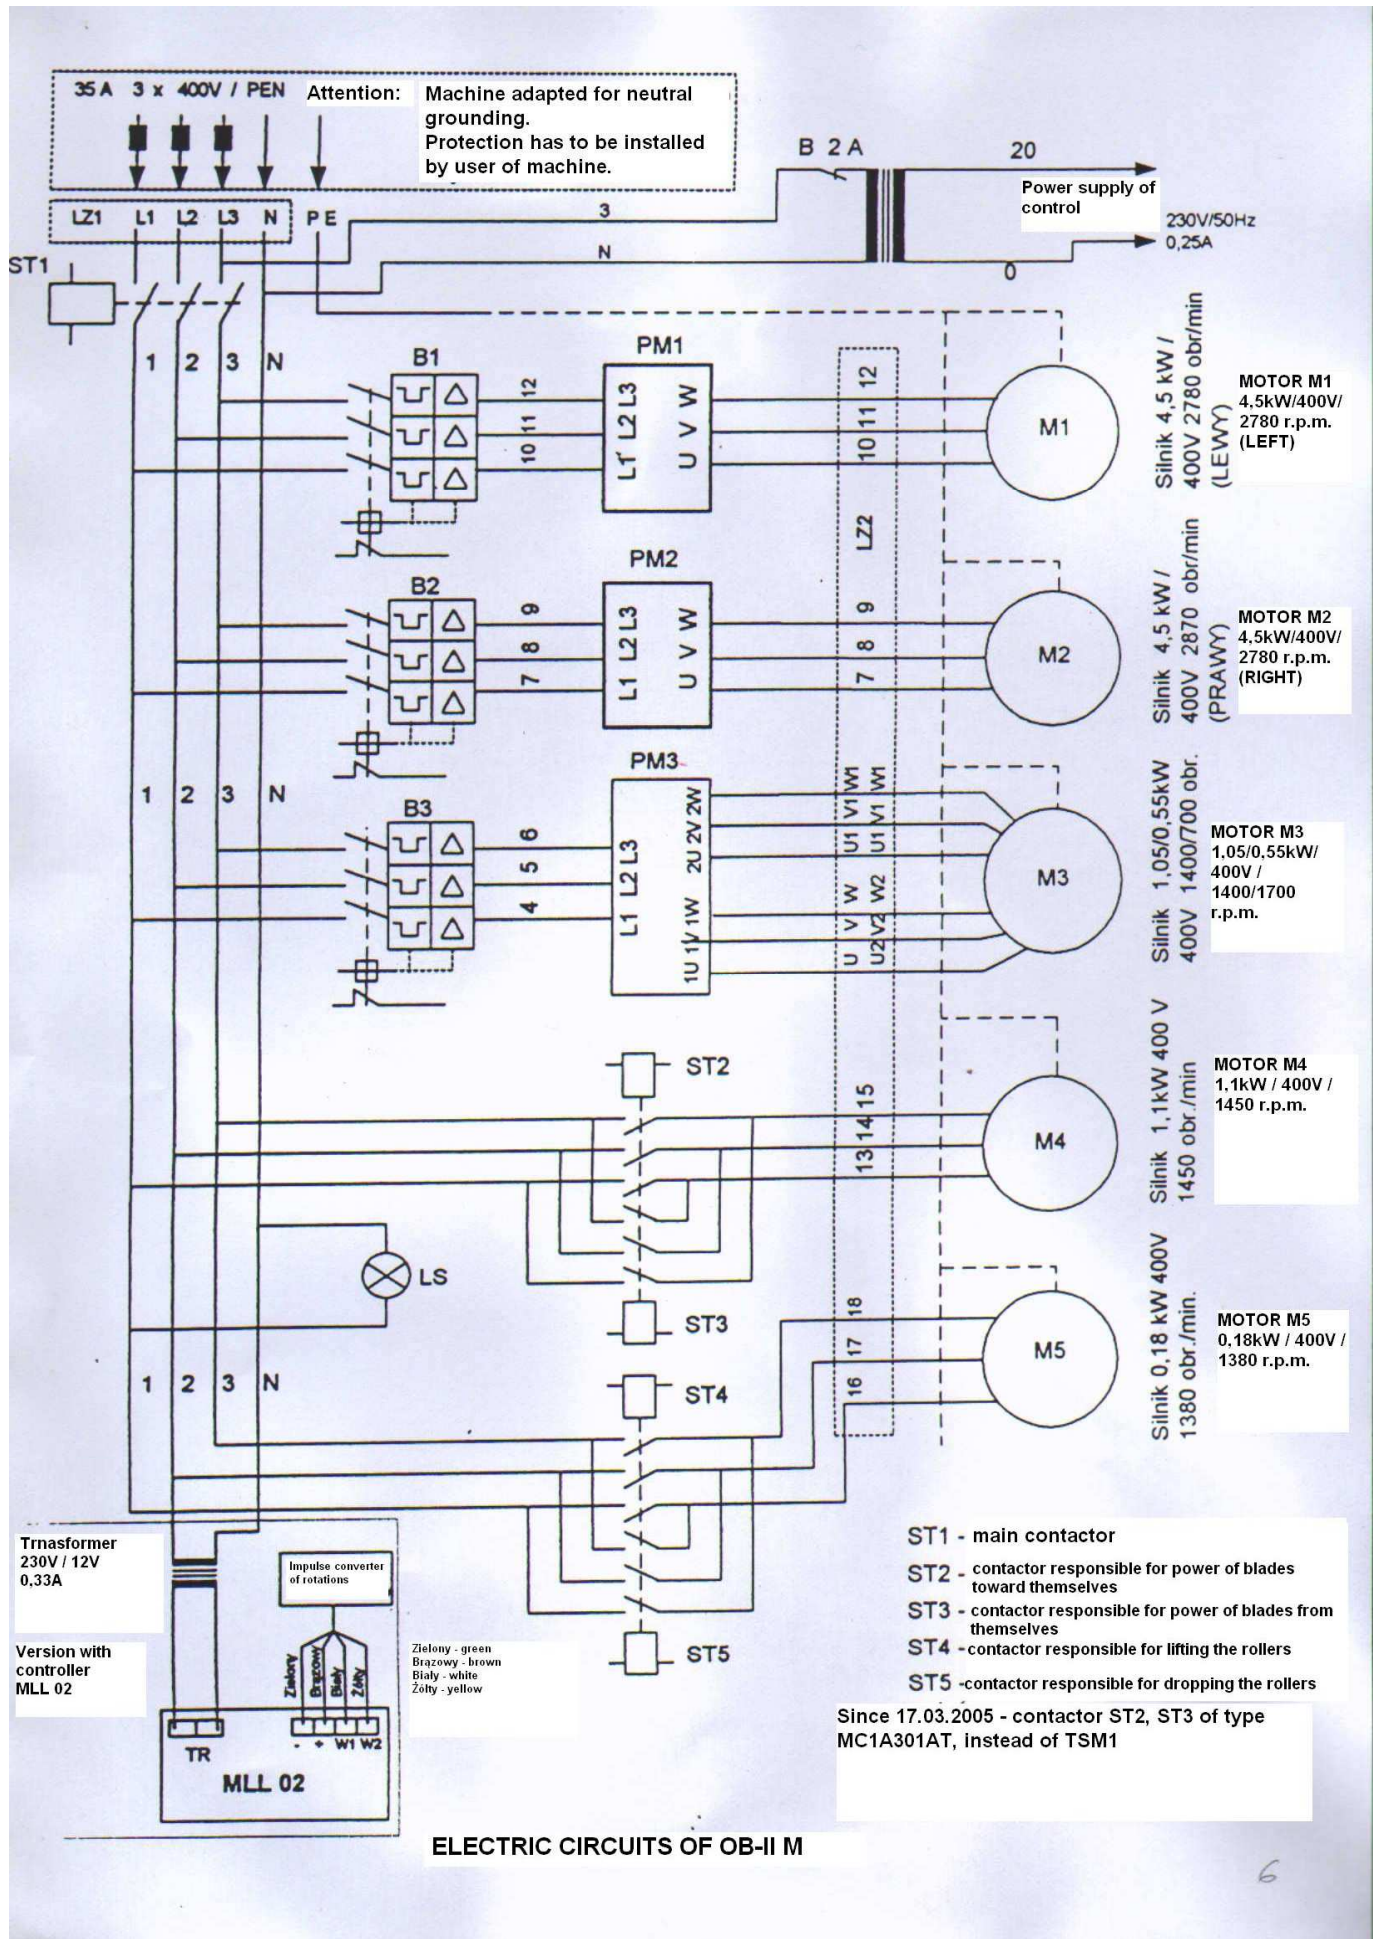 35A 3 x 400V / PEN
Attention:
Machine adapted for neutral
grounding.
Protection has to be installed
by user of machine.
B 2 A
20
Power supply of
control
230V/50Hz
0,25A
0
LZ1 L1 L2 L3 N PE
3
N
ST1
1 2 3 N
B1
12
11
10
PM1
L3 W
L2 V
L1 U
12
11
10
M1
Silnik 4,5 kW /
400V 2780 obr/min
(LEWY)
MOTOR M1
4,5kW/400V/
2780 r.p.m.
(LEFT)
LZ2
B2
9
8
7
PM2
L3 W
L2 V
L1 U
9
8
7
M2
Silnik 4,5 kW /
400V 2870 obr/min
(PRAWY)
MOTOR M2
4,5kW/400V/
2780 r.p.m.
(RIGHT)
1 2 3 N
B3
6
5
4
PM3
L1 L2 L3
1U 1V 1W 2U 2V 2W
U V W U1 V1 W1
U2 V2 W2 U1 V1 W1
M3
Silnik 1,05/0,55kW
400V 1400/700 obr.
MOTOR M3
1,05/0,55kW/
400V /
1400/1700
r.p.m.
ST2
13 14 15
M4
Silnik 1,1kW 400 V
1450 obr./min
MOTOR M4
1,1kW / 400V /
1450 r.p.m.
LS
ST3
1 2 3 N
ST4
18
17
16
M5
Silnik 0,18 kW 400V
1380 obr./min.
MOTOR M5
0,18kW / 400V /
1380 r.p.m.
ST5
Trnasformer
230V / 12V
0,33A
Impulse converter
of rotations
Version with
controller
MLL 02
Zielony
Brązowy
Biały
Żółty
Zielony - green
Brązowy - brown
Biały - white
Żółty - yellow
TR
- + W1 W2
MLL 02
ST1 - main contactor
ST2 - contactor responsible for power of blades
toward themselves
ST3 - contactor responsible for power of blades from
themselves
ST4 -contactor responsible for lifting the rollers
ST5 -contactor responsible for dropping the rollers
Since 17.03.2005 - contactor ST2, ST3 of type
MC1A301AT, instead of TSM1
ELECTRIC CIRCUITS OF OB-II M
6